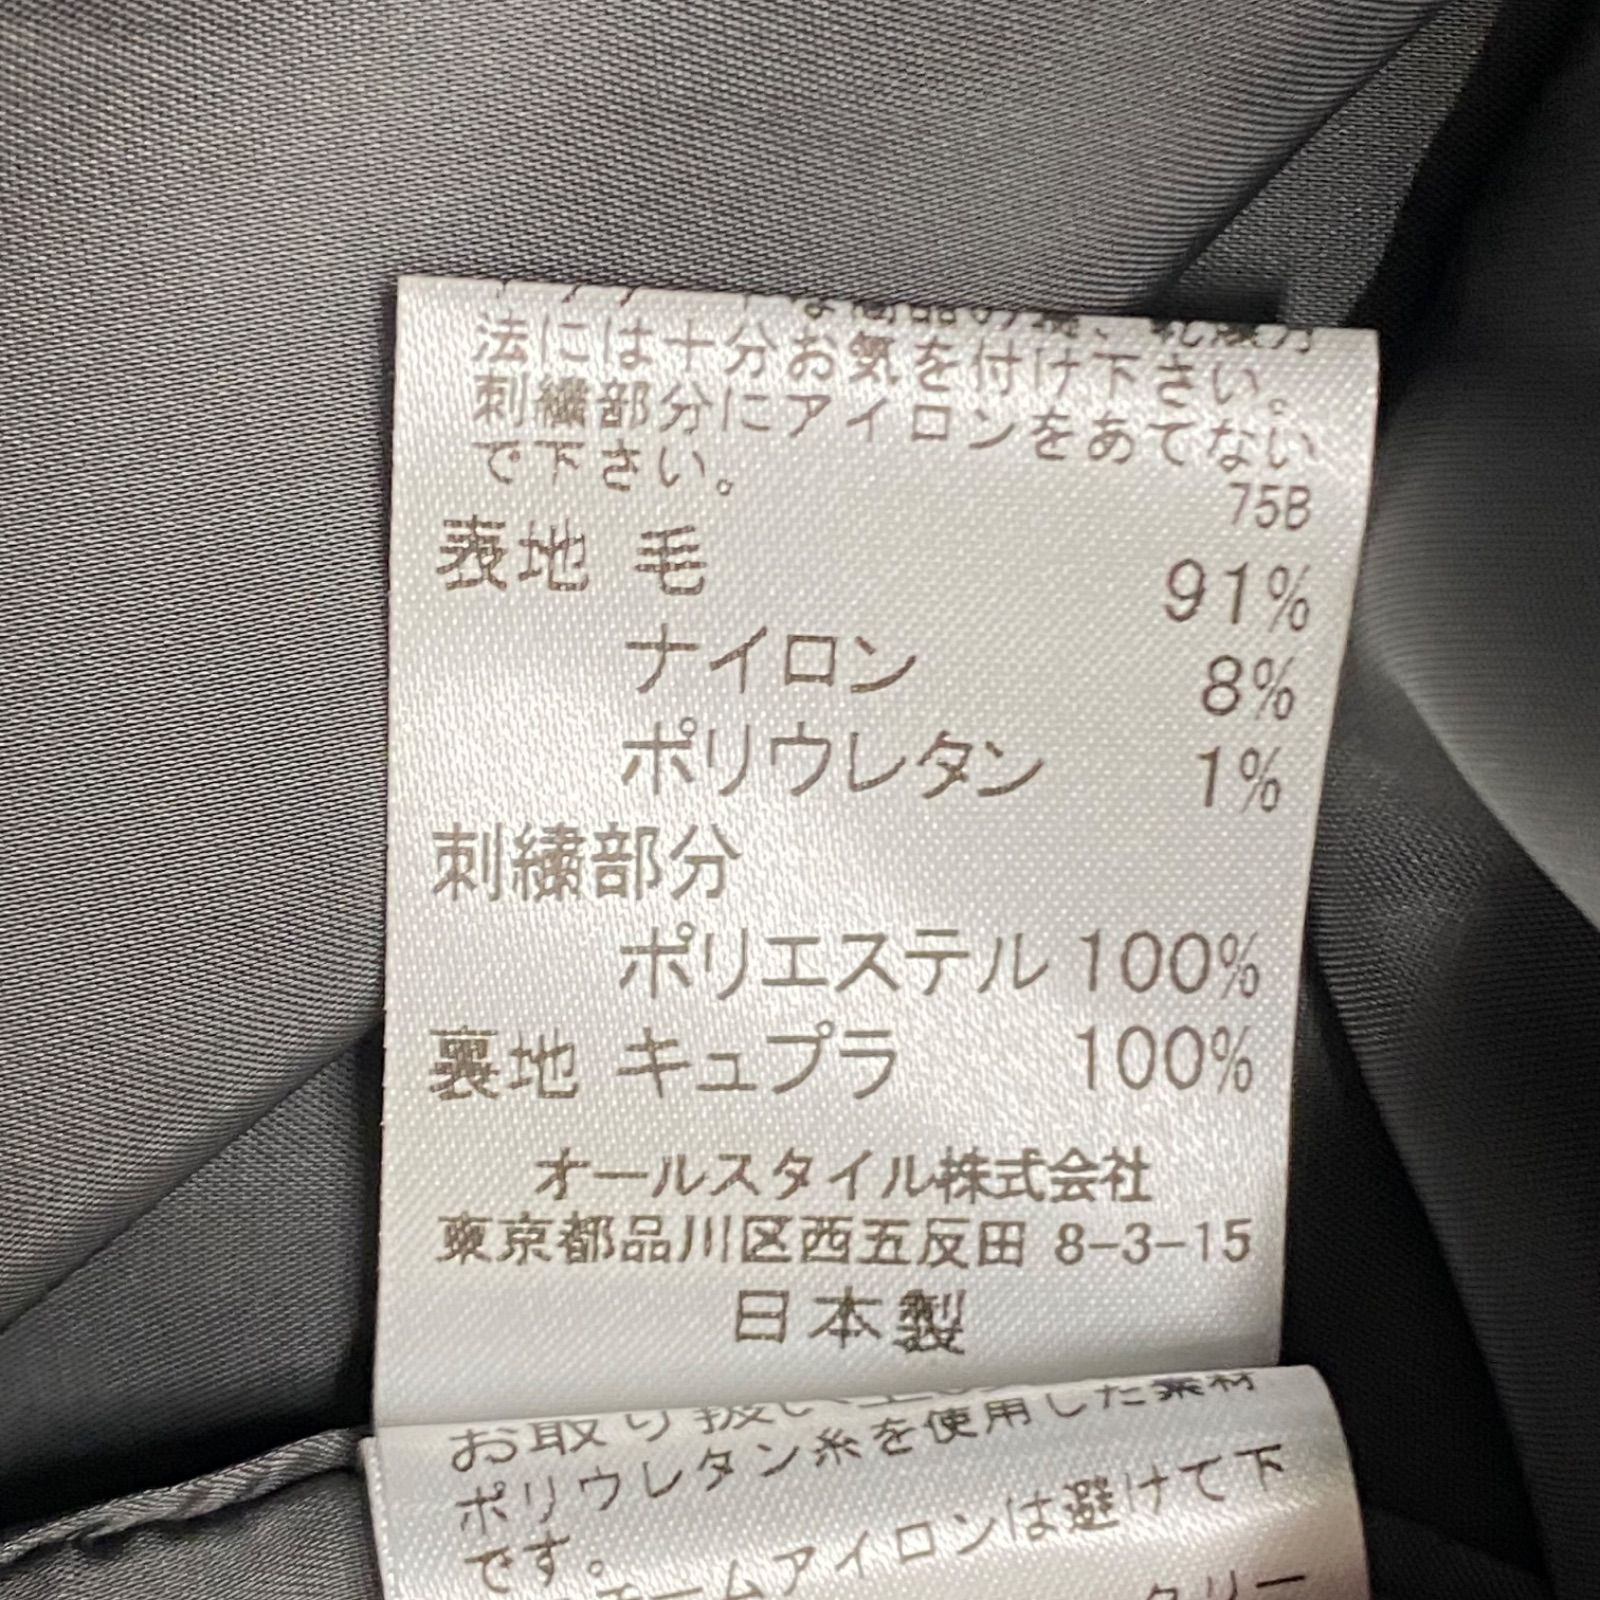 法には十分お気を付け下さい。
刺繍部分にアイロンをあてない
で下さい。
75B
表地 毛 91%
ナイロン 8%
ポリウレタン 1%
刺繍部分
ポリエステル 100%
裏地 キュプラ 100%
オールスタイル株式会社
東京都品川区西五反田 8-3-15
日本製
お取り扱い上の
ポリウレタン糸を使用した素材
です。
アイロンは避けて下